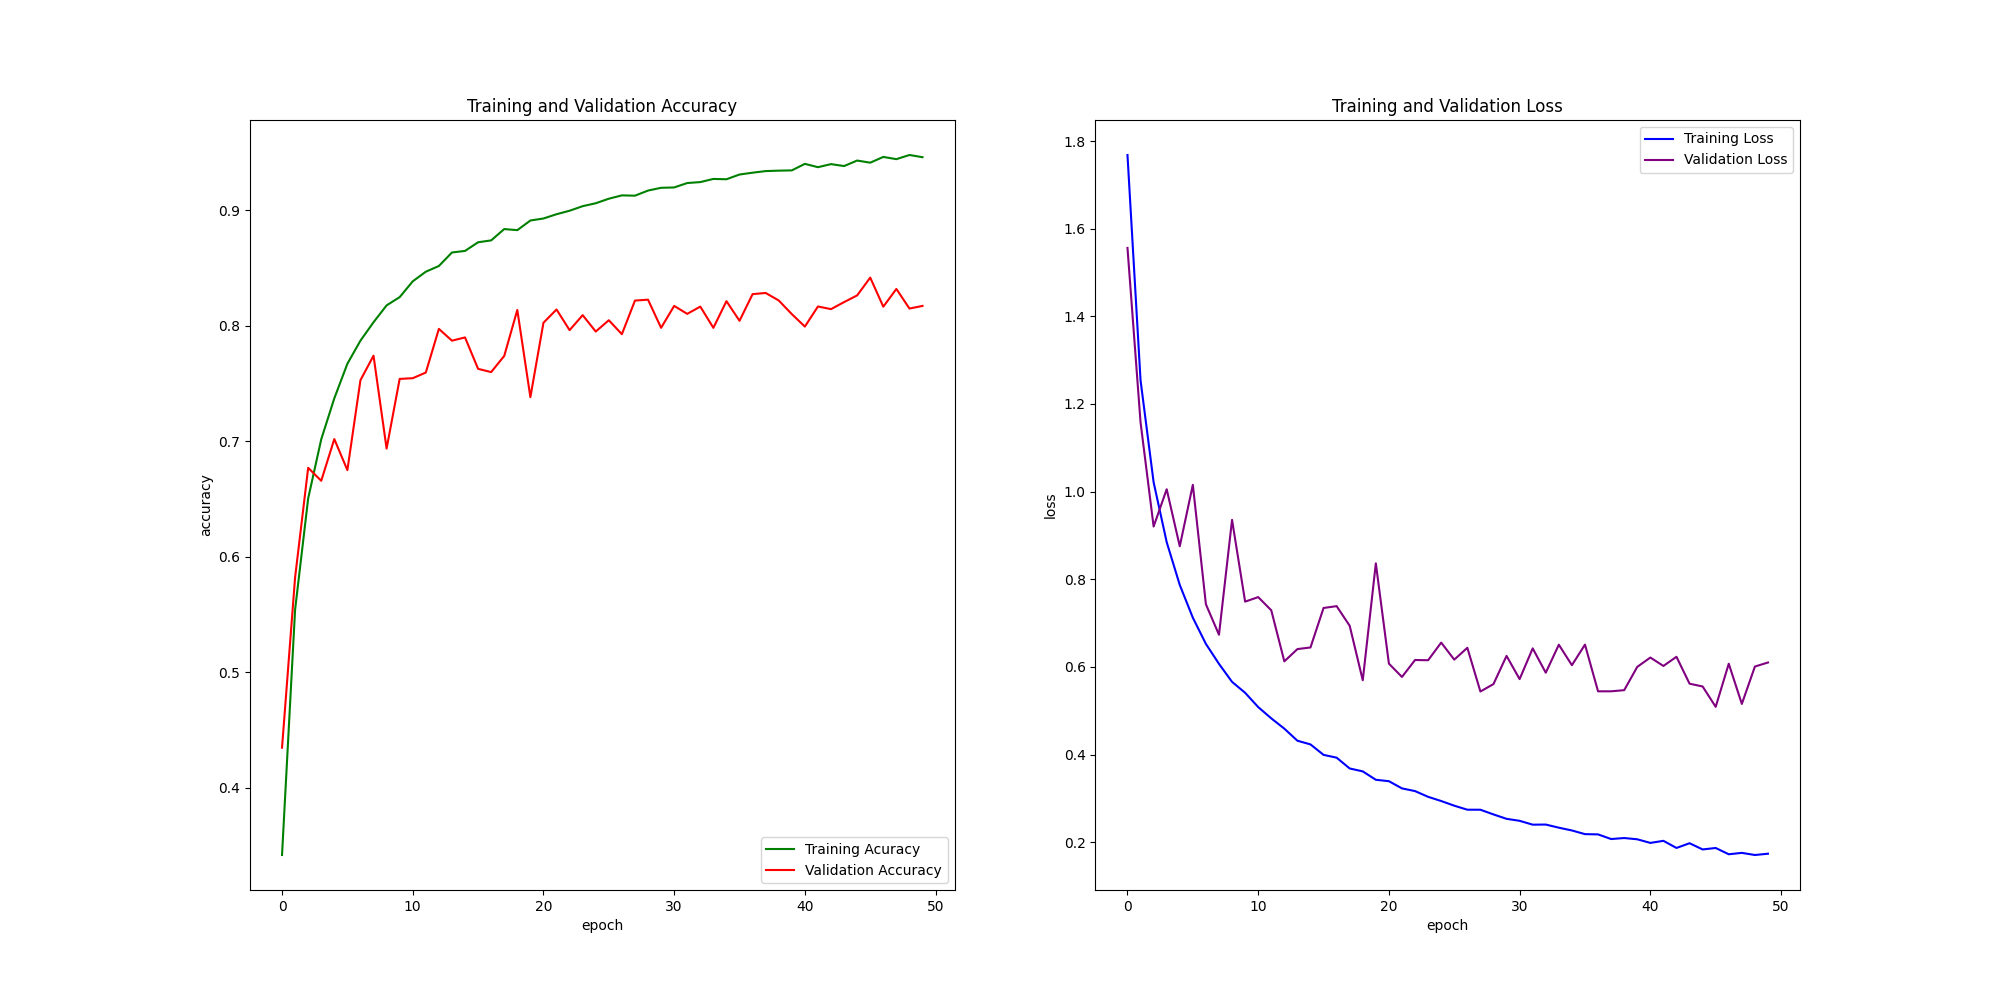 Training and Validation Accuracy
accuracy
0.9
0.8
0.7
0.6
0.5
0.4
0
10
20
30
40
50
epoch
Training Acuracy
Validation Accuracy
Training and Validation Loss
loss
1.8
1.6
1.4
1.2
1.0
0.8
0.6
0.4
0.2
0
10
20
30
40
50
epoch
Training Loss
Validation Loss